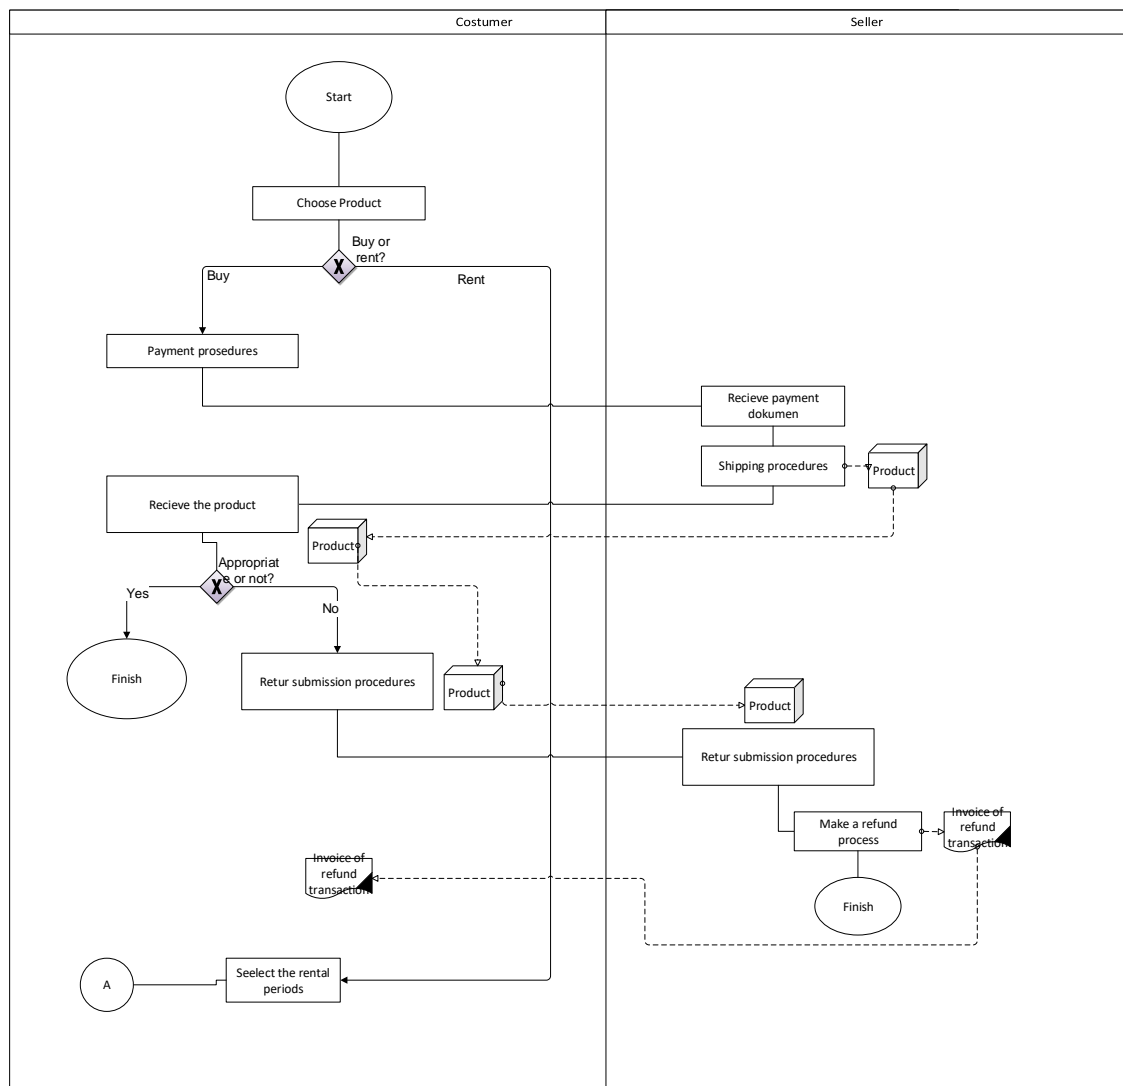 Costumer
Seller
Start
Choose Product
Buy or
rent?
Buy
Rent
Payment prosedures
Recieve payment
dokumen
Shipping procedures
Product
Recieve the product
Product
Appropriat
e or not?
Yes
No
Finish
Retur submission procedures
Product
Product
Retur submission procedures
Make a refund
process
Invoice of
refund
transaction
Invoice of
refund
transaction
Finish
A
Seelect the rental
periods